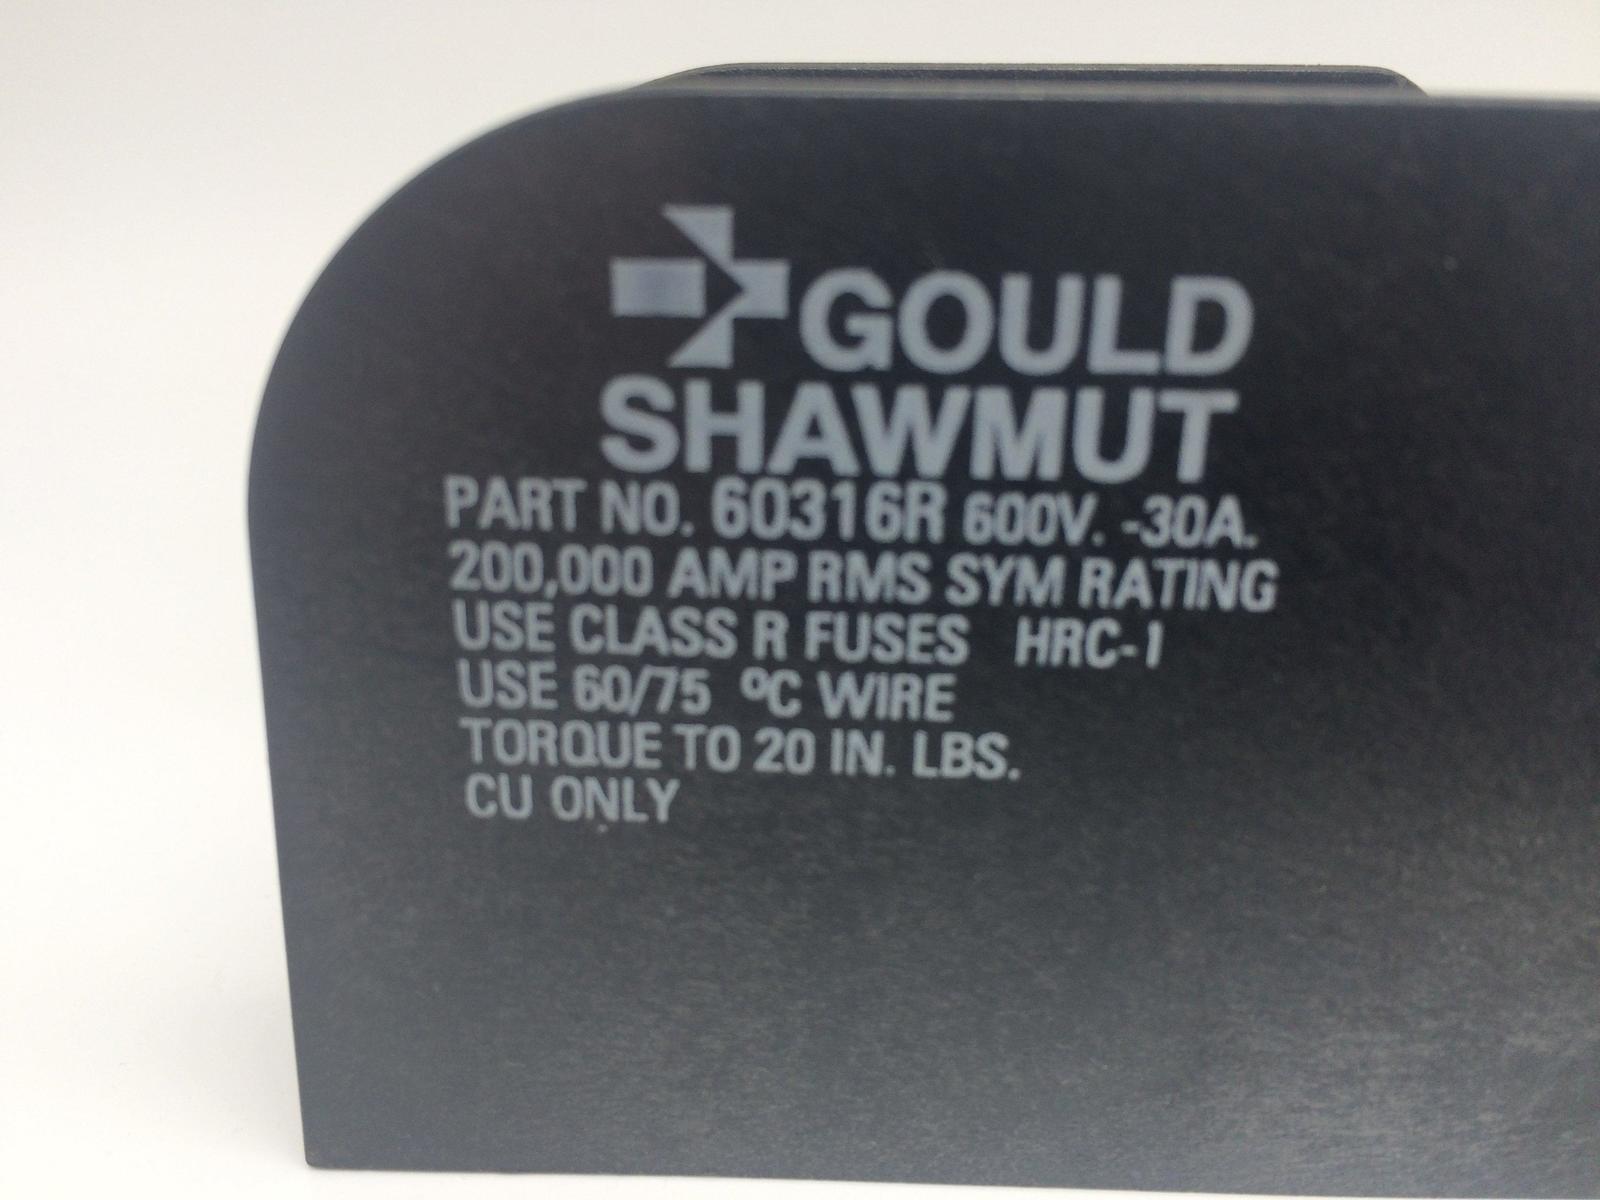 GOULD
SHAWMUT
PART NO. 60316R 600V. -30A.
200,000 AMP RMS SYM RATING
USE CLASS R FUSES HRC-I
USE 60/75 ºC WIRE
TORQUE TO 20 IN. LBS.
CU ONLY